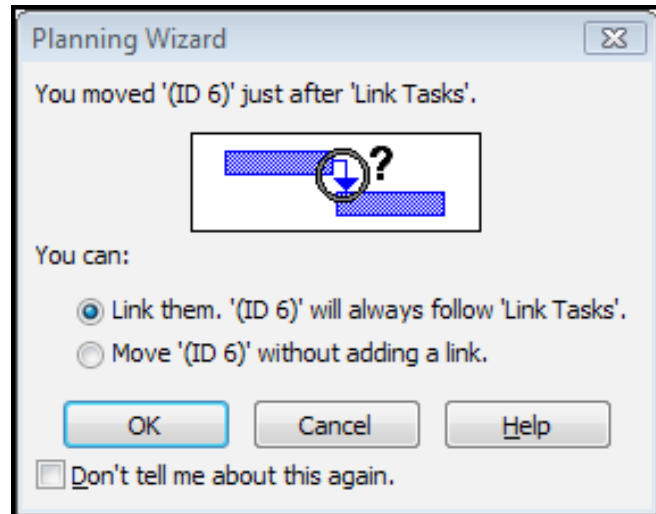 Planning Wizard
You moved '(ID 6)' just after 'Link Tasks'.
?
You can:
Link them. '(ID 6)' will always follow 'Link Tasks'.
Move '(ID 6)' without adding a link.
OK Cancel Help
Don't tell me about this again.